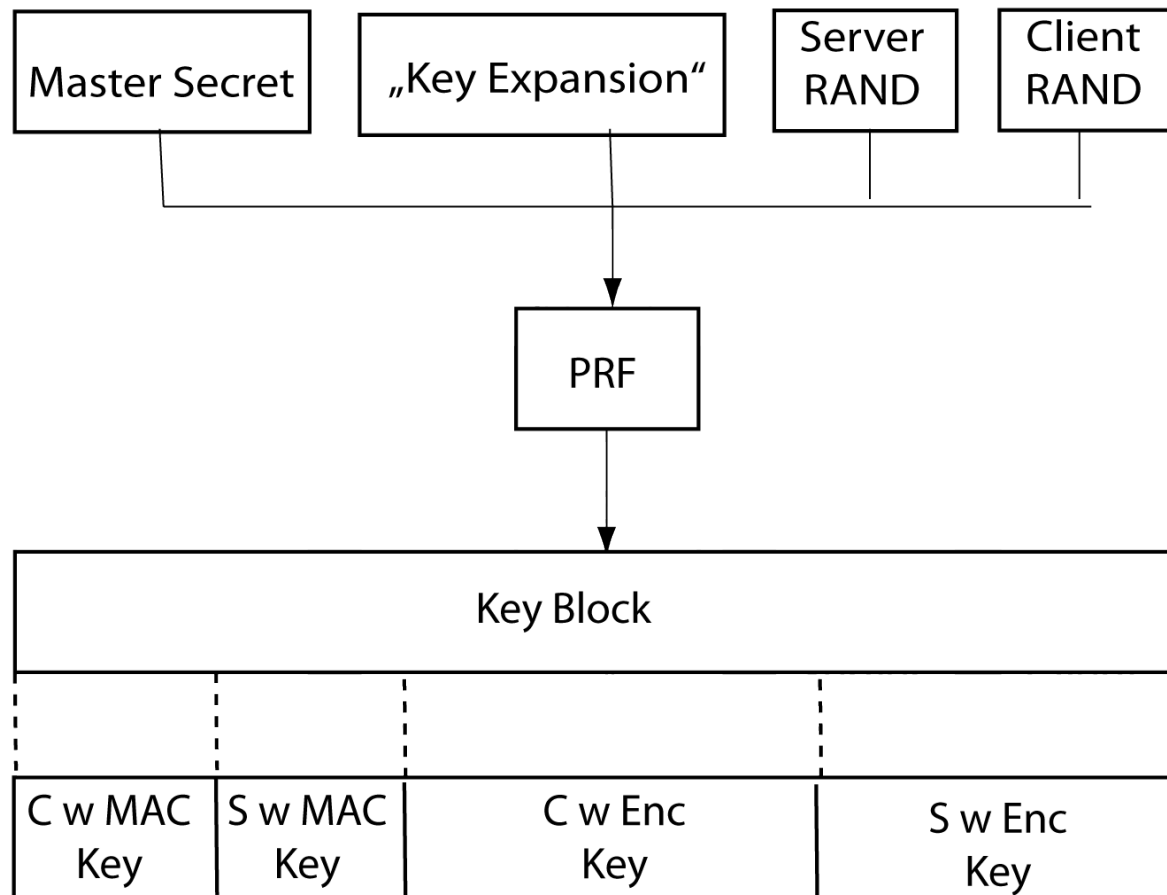 Master Secret
„Key Expansion“
Server
RAND
Client
RAND
PRF
Key Block
C w MAC
Key
S w MAC
Key
C w Enc
Key
S w Enc
Key